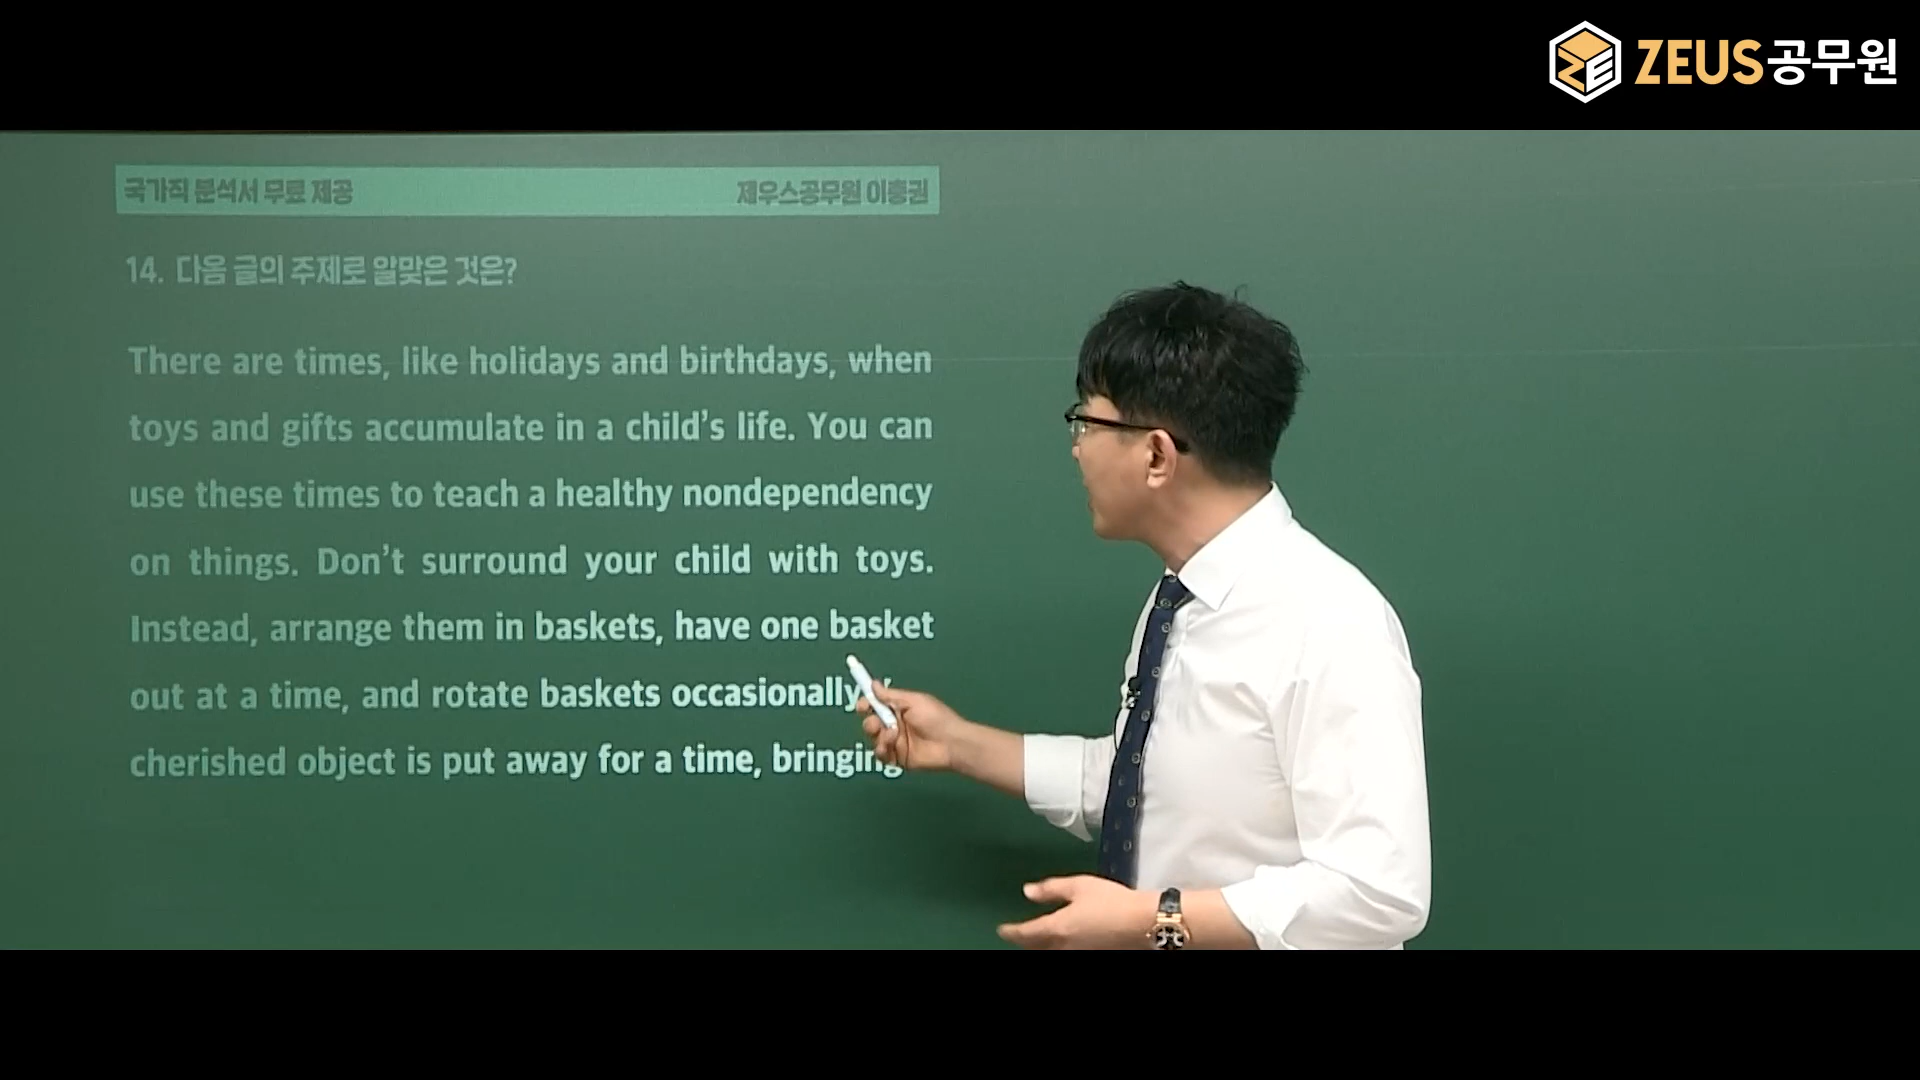 ZEUS공무원
국가직 분석서 무료 제공
제우스공무원 이흥권
14. 다음 글의 주제로 알맞은 것은?
There are times, like holidays and birthdays, when
toys and gifts accumulate in a child's life. You can
use these times to teach a healthy nondependency
on things. Don't surround your child with toys.
Instead, arrange them in baskets, have one basket
out at a time, and rotate baskets occasionally
cherished object is put away for a time, bringing